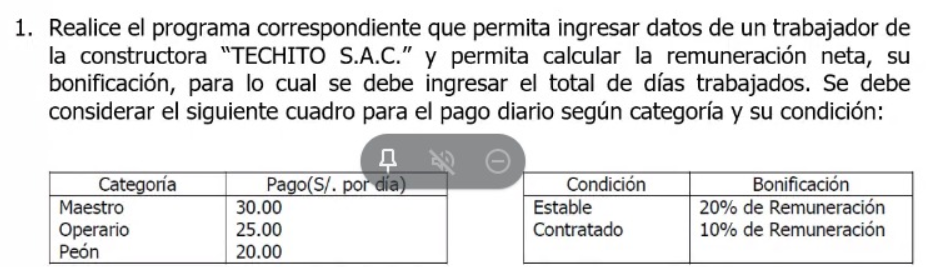 1. Realice el programa correspondiente que permita ingresar datos de un trabajador de
la constructora “TECHITO S.A.C.” y permita calcular la remuneración neta, su
bonificación, para lo cual se debe ingresar el total de días trabajados. Se debe
considerar el siguiente cuadro para el pago diario según categoría y su condición:
Categoría Pago(S/. por día)
Maestro 30.00
Operario 25.00
Peón 20.00
Condición Bonificación
Estable 20% de Remuneración
Contratado 10% de Remuneración